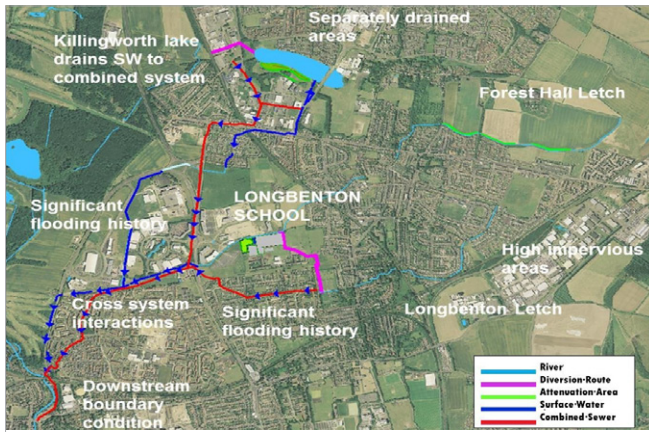 Separately drained
areas
Killingworth lake
drains SW to
combined system
Forest Hall Letch
Significant
flooding history
LONGBENTON
SCHOOL
High impervious
areas
Cross system
interactions
Significant
flooding history
Longbenton Letch
Downstream
boundary
condition
River
Diversion-Route
Attenuation-Area
Surface-Water
Combined-Sewer